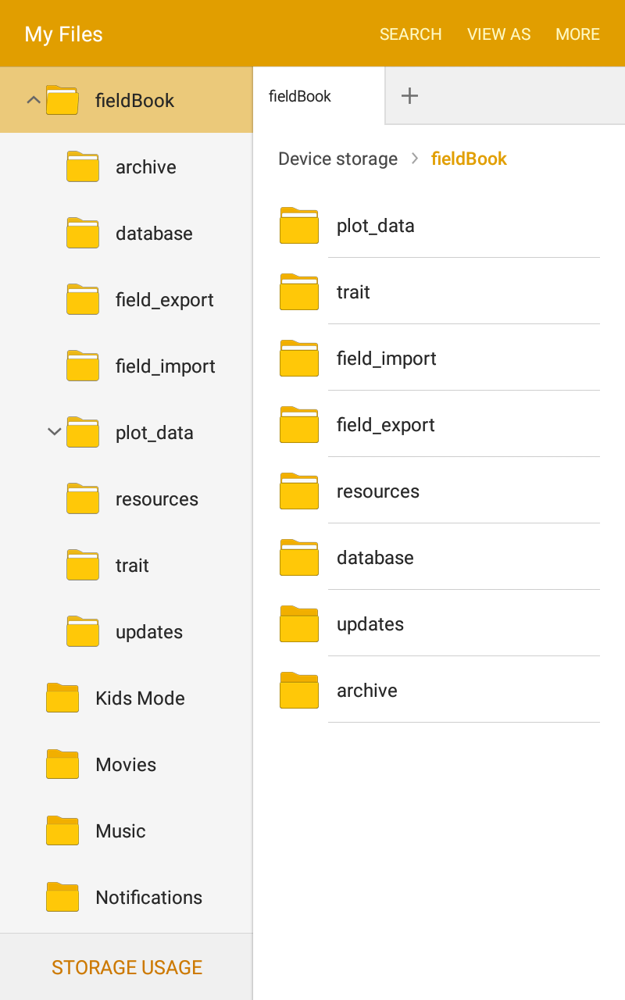 My Files
SEARCH VIEW AS MORE
fieldBook
archive
database
field_export
field_import
plot_data
resources
trait
updates
Kids Mode
Movies
Music
Notifications
STORAGE USAGE
fieldBook
Device storage > fieldBook
plot_data
trait
field_import
field_export
resources
database
updates
archive